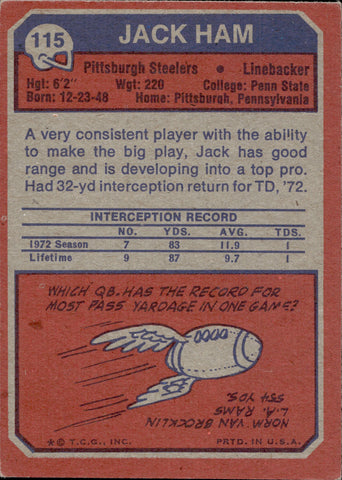 115
JACK HAM
Pittsburgh Steelers • Linebacker
Hgt: 6'2" Wgt: 220 College: Penn State
Born: 12-23-48 Home: Pittsburgh, Pennsylvania
A very consistent player with the ability
to make the big play, Jack has good
range and is developing into a top pro.
Had 32-yd interception return for TD, '72.
INTERCEPTION RECORD
NO. YDS. AVG. TDS.
1972 Season 7 83 11.9 1
Lifetime 9 87 9.7 1
WHICH QB. HAS THE RECORD FOR
MOST PASS YARDAGE IN ONE GAME?
NORM VAN BROCKLIN
L.A. RAMS
554 YDS.
*© T.C.G., INC. PRTD. IN U.S.A.